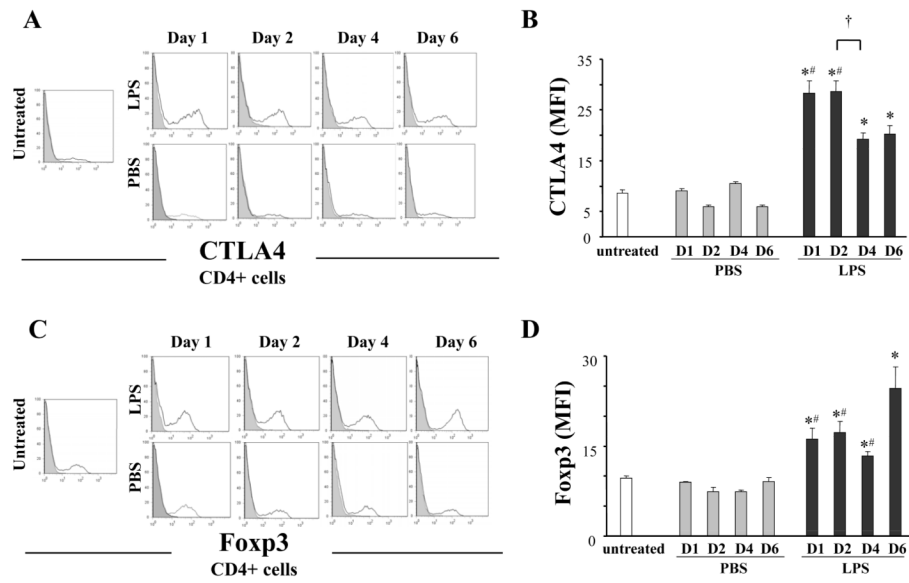 A
Day 1 Day 2 Day 4 Day 6
LPS
Untreated
PBS
CTLA4
CD4+ cells
B
†
CTLA4 (MFI)
35
25
15
5
0
*# *# * *
untreated D1 D2 D4 D6 D1 D2 D4 D6
PBS LPS
C
Day 1 Day 2 Day 4 Day 6
LPS
Untreated
PBS
Foxp3
CD4+ cells
D
Foxp3 (MFI)
30
15
0
*# *# *# *
untreated D1 D2 D4 D6 D1 D2 D4 D6
PBS LPS